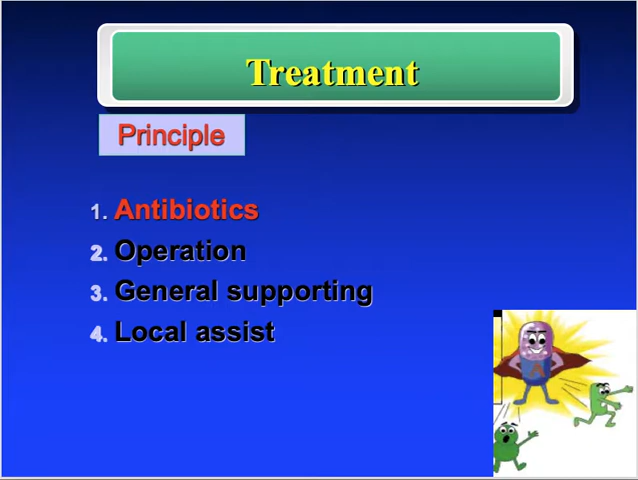 Treatment
Principle
1. Antibiotics
2. Operation
3. General supporting
4. Local assist
A